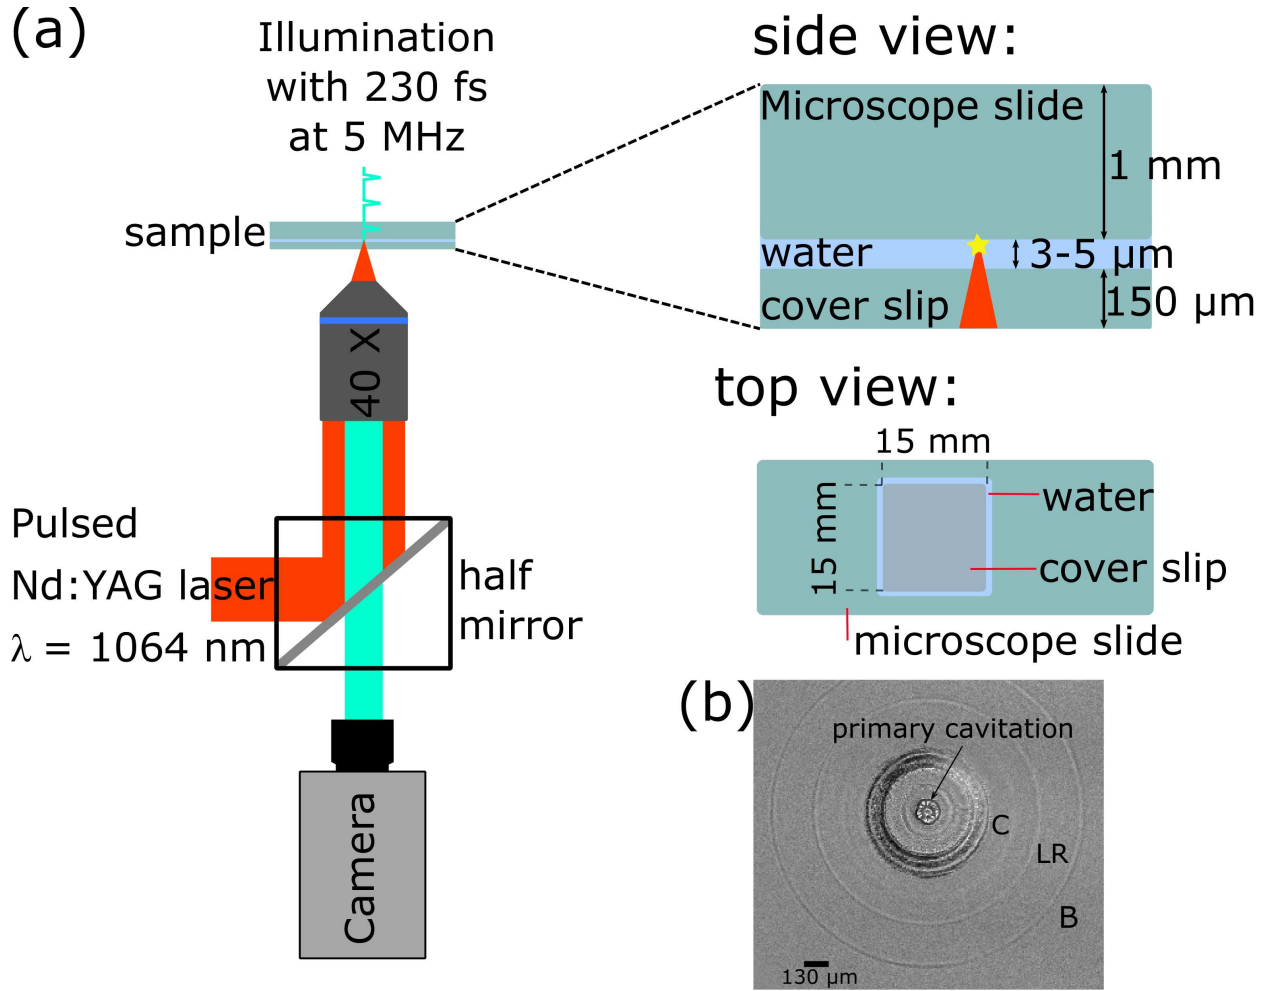 (a)
Illumination
with 230 fs
at 5 MHz
sample
40 X
Pulsed
Nd:YAG laser
λ = 1064 nm
half
mirror
Camera
side view:
Microscope slide
1 mm
water
3-5 μm
cover slip
150 μm
top view:
15 mm
15 mm
water
cover slip
microscope slide
(b)
primary cavitation
C
LR
B
130 μm